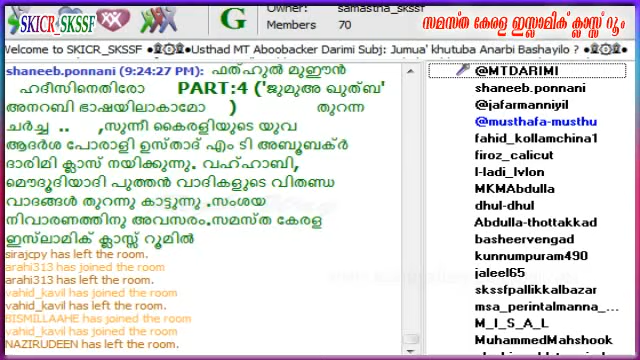 SKICR_SKSSF
G
Owner: samastha_skssf
Members 70
സമസ്ത കേരള ഇസ്ലാമിക് ക്ലാസ്സ് റൂം
Welcome to SKICR_SKSSF •۩۞۩•Usthad MT Aboobacker Darimi Subj: Jumua' khutuba Anarbi Bashayilo ? •۩۞۩•
shaneeb.ponnani (9:24:27 PM): ഫത്ഹുൽ മുഈൻ
ഹദീസിനെതിരോ PART:4 ('ജുമുഅ ഖുത്ബ'
അനറബി ഭാഷയിലാകാമോ ) തുറന്ന
ചർച്ച .. ,സുന്നീ കൈരളിയുടെ യുവ
ആദർശ പോരാളി ഉസ്താദ് എം ടി അബൂബക്ർ
ദാരിമി ക്ലാസ് നയിക്കുന്നു. വഹ്ഹാബി,
മൌദൂദിയാദി പുത്തൻ വാദികളുടെ വിതണ്ഡ
വാദങ്ങൾ തുറന്നു കാട്ടുന്നു .സംശയ
നിവാരണത്തിനു അവസരം.സമസ്ത കേരള
ഇസ്ലാമിക് ക്ലാസ്സ് റൂമിൽ
sirajcpy has left the room.
arahi313 has joined the room
arahi313 has left the room.
vahid_kavil has joined the room
vahid_kavil has left the room.
BISMILLAAHE has joined the room
vahid_kavil has joined the room
NAZIRUDEEN has left the room.
@MTDARIMI
shaneeb.ponnani
@jafarmanniyil
@musthafa-musthu
fahid_kollamchina1
firoz_calicut
I-ladi_Ivlon
MKMAbdulla
dhul-dhul
Abdulla-thottakkad
basheervengad
kunnumpuram490
jaleel65
skssfpallikkalbazar
msa_perintalmanna_...
M_I_S_A_L
MuhammedMahshook